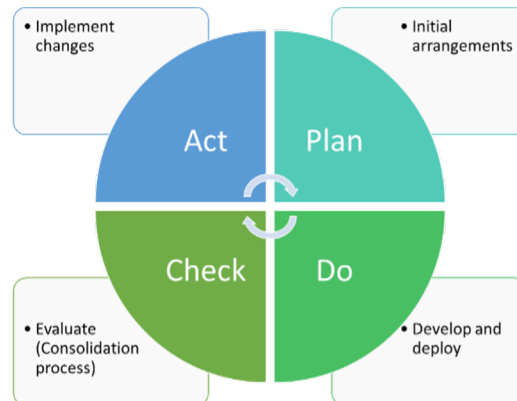 • Implement
changes
• Initial
arrangements
Act
Plan
Check
Do
• Evaluate
(Consolidation
process)
• Develop and
deploy